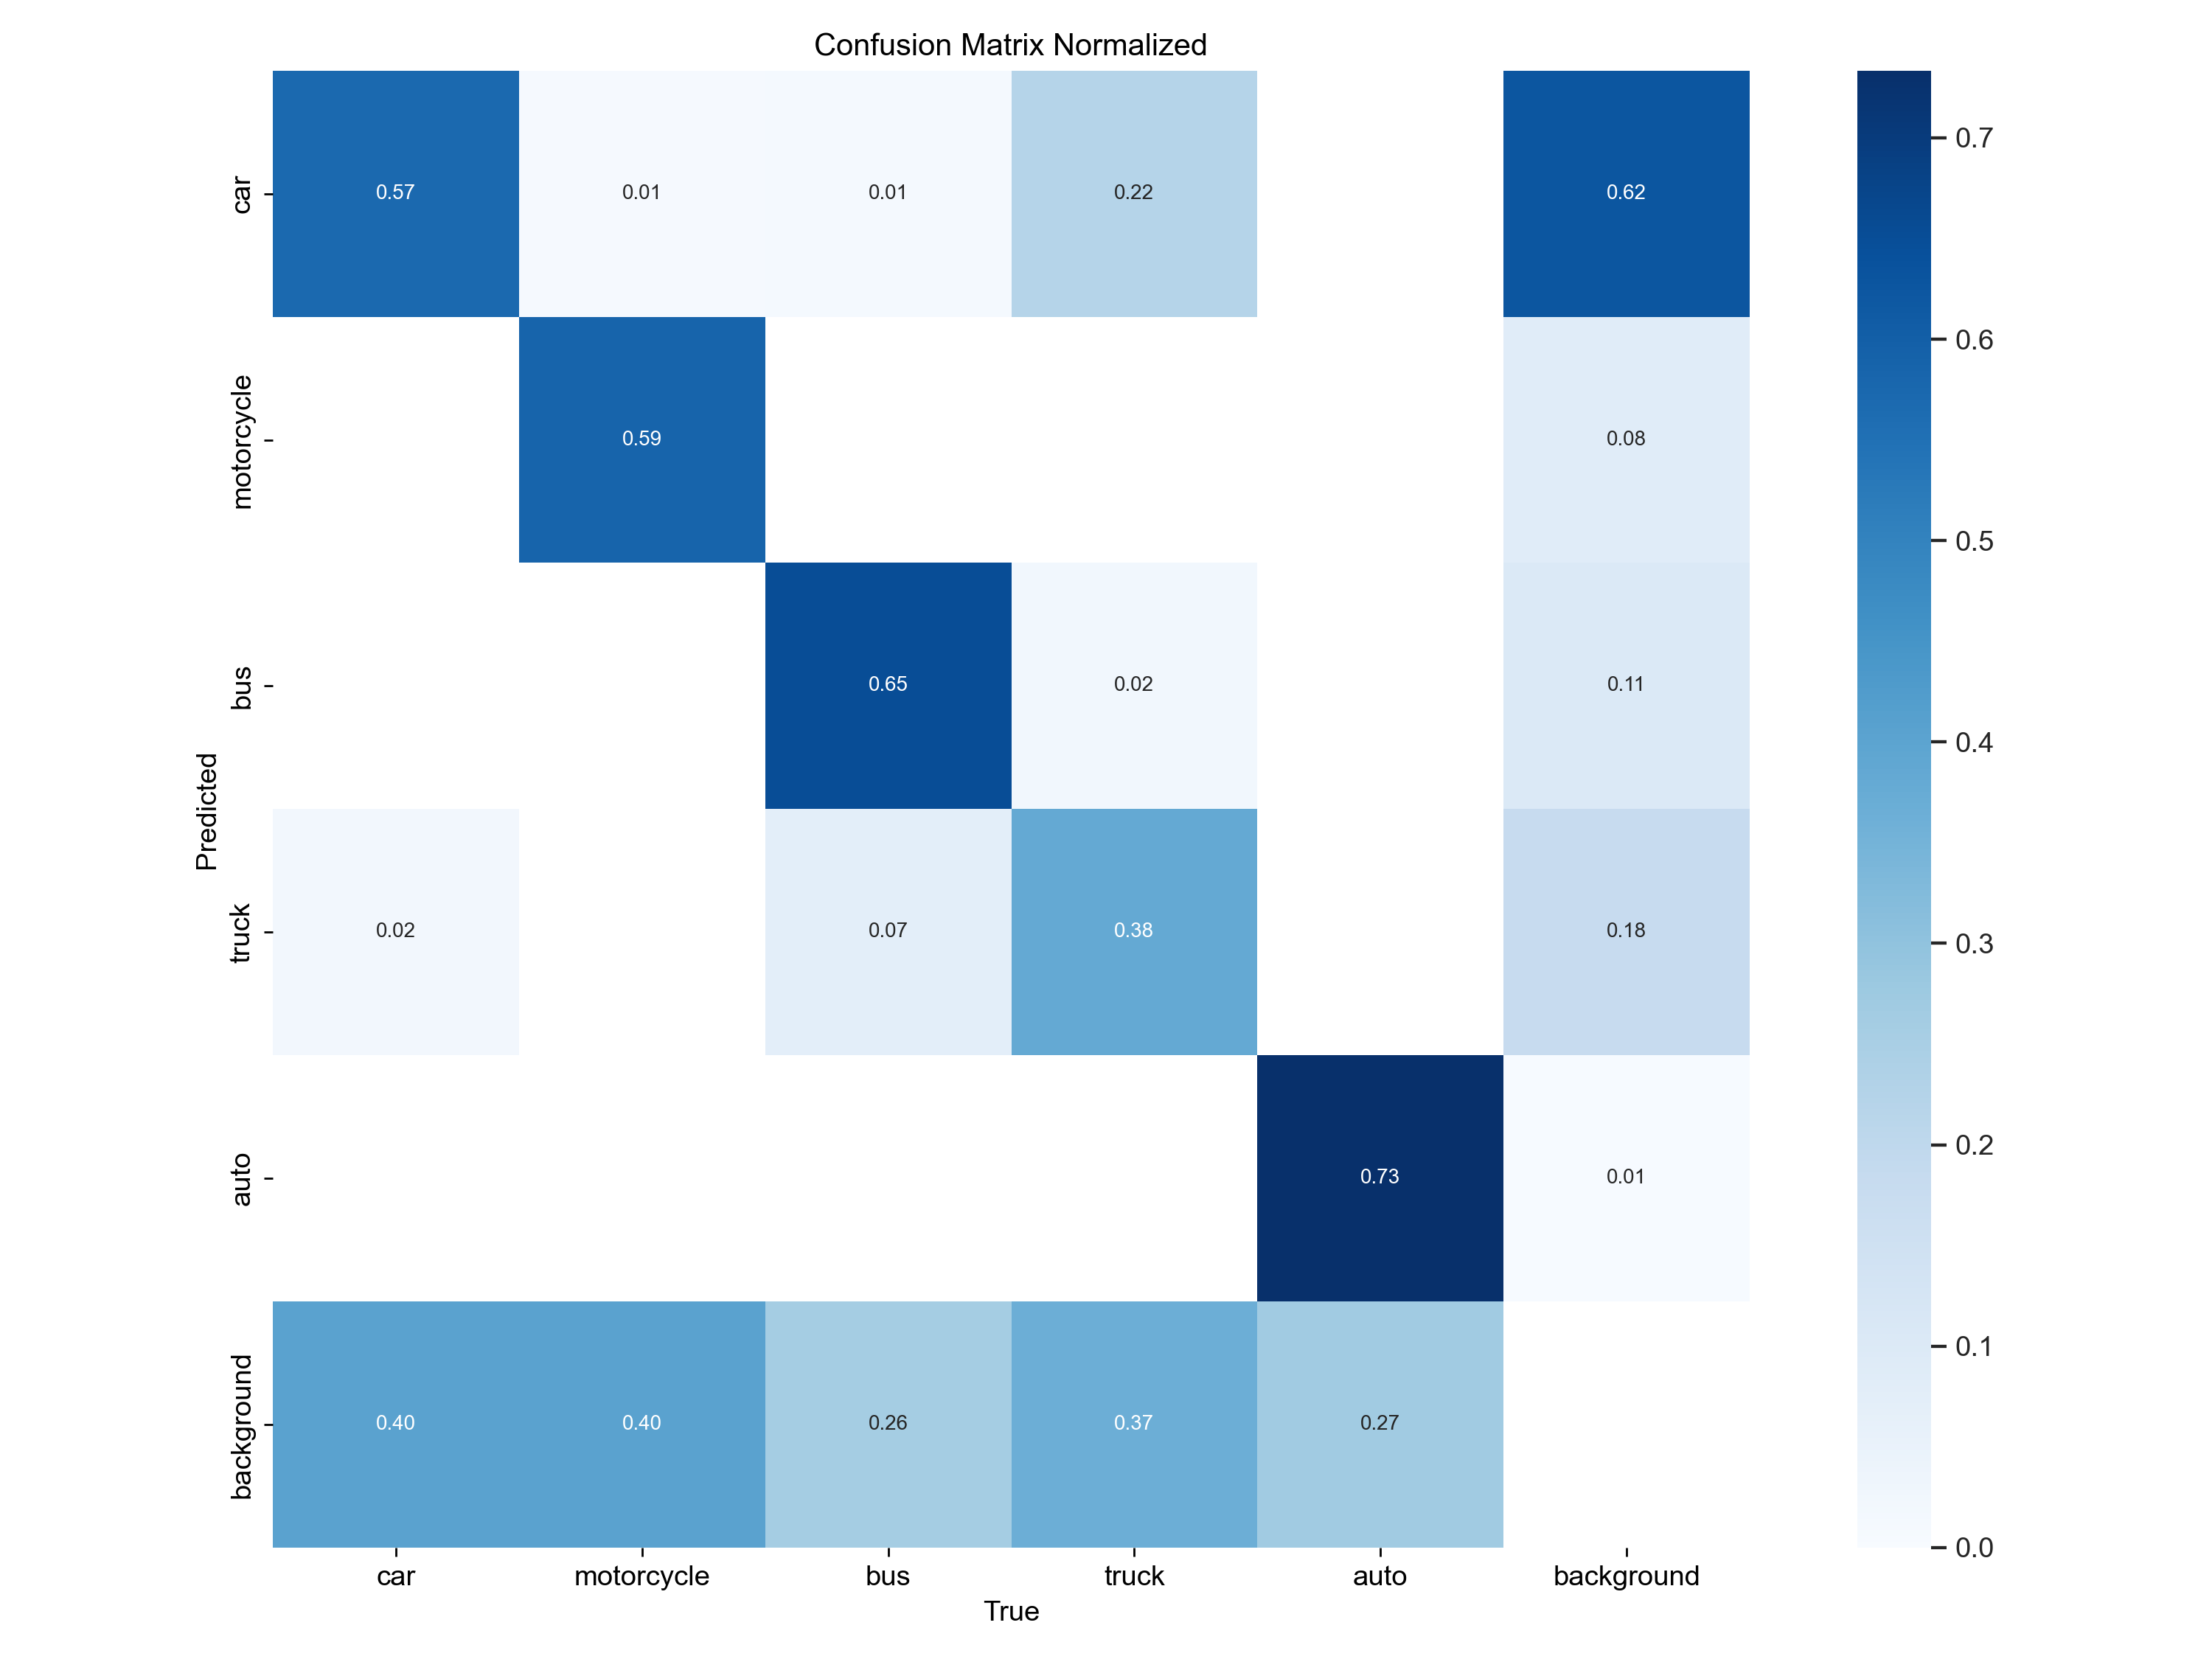 Confusion Matrix Normalized
car
0.57
0.01
0.01
0.22
0.62
motorcycle
0.59
0.08
bus
0.65
0.02
0.11
truck
0.02
0.07
0.38
0.18
auto
0.73
0.01
background
0.40
0.40
0.26
0.37
0.27
Predicted
car
motorcycle
bus
truck
auto
background
True
0.7
0.6
0.5
0.4
0.3
0.2
0.1
0.0